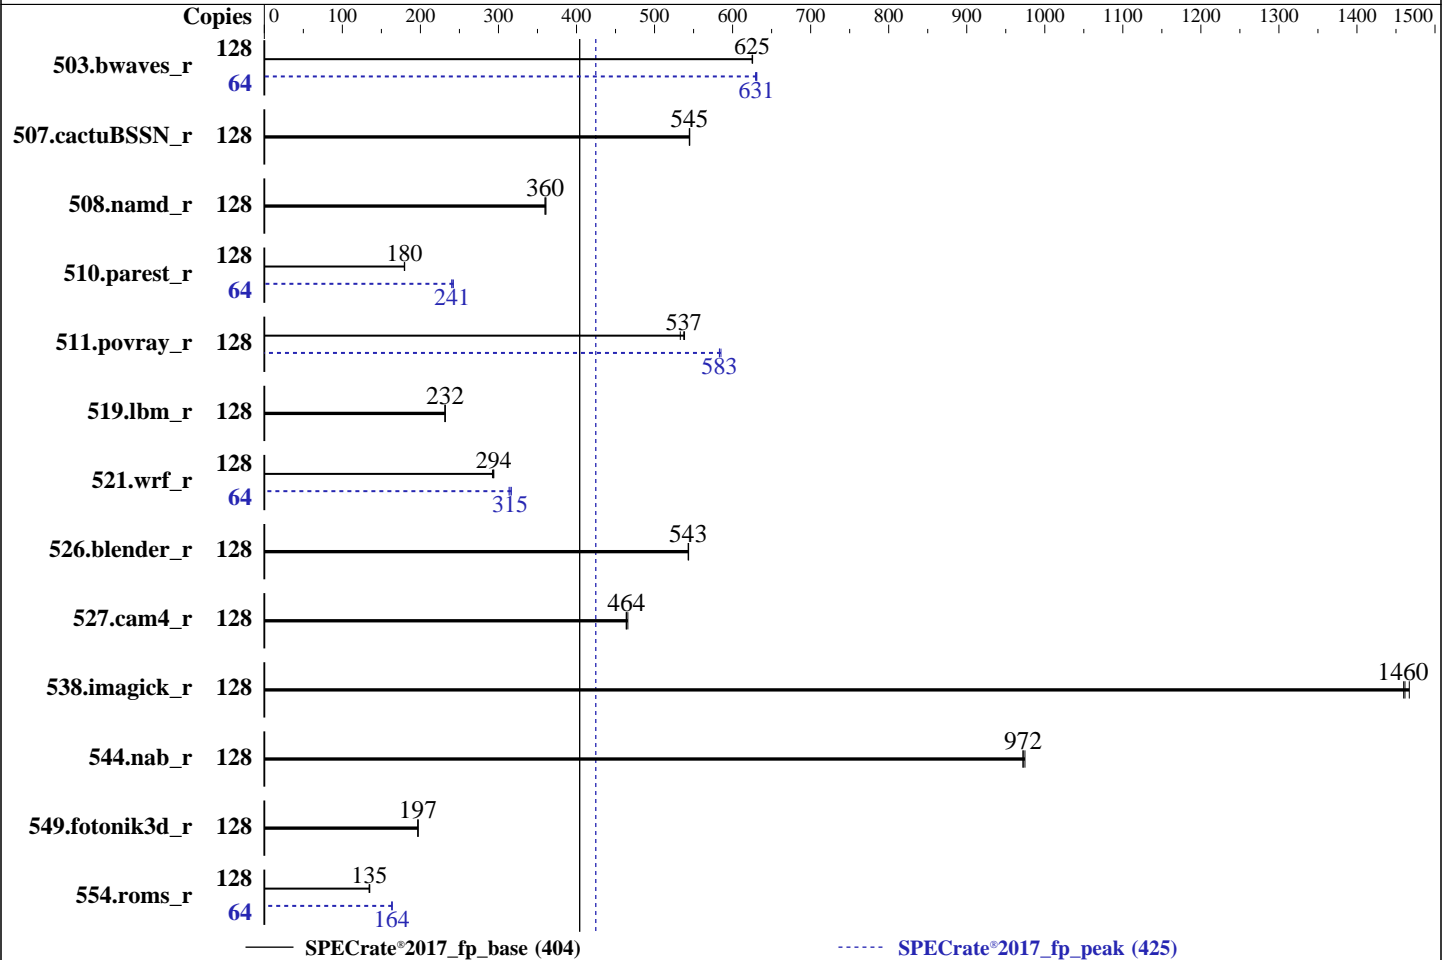 Copies 0 100 200 300 400 500 600 700 800 900 1000 1100 1200 1300 1400 1500
503.bwaves_r 128 625
64 631
507.cactuBSSN_r 128 545
508.namd_r 128 360
510.parest_r 128 180
64 241
511.povray_r 128 537
583
519.lbm_r 128 232
521.wrf_r 128 294
64 315
526.blender_r 128 543
527.cam4_r 128 464
538.imagick_r 128 1460
544.nab_r 128 972
549.fotonik3d_r 128 197
554.roms_r 128 135
64 164
SPECrate®2017_fp_base (404) SPECrate®2017_fp_peak (425)